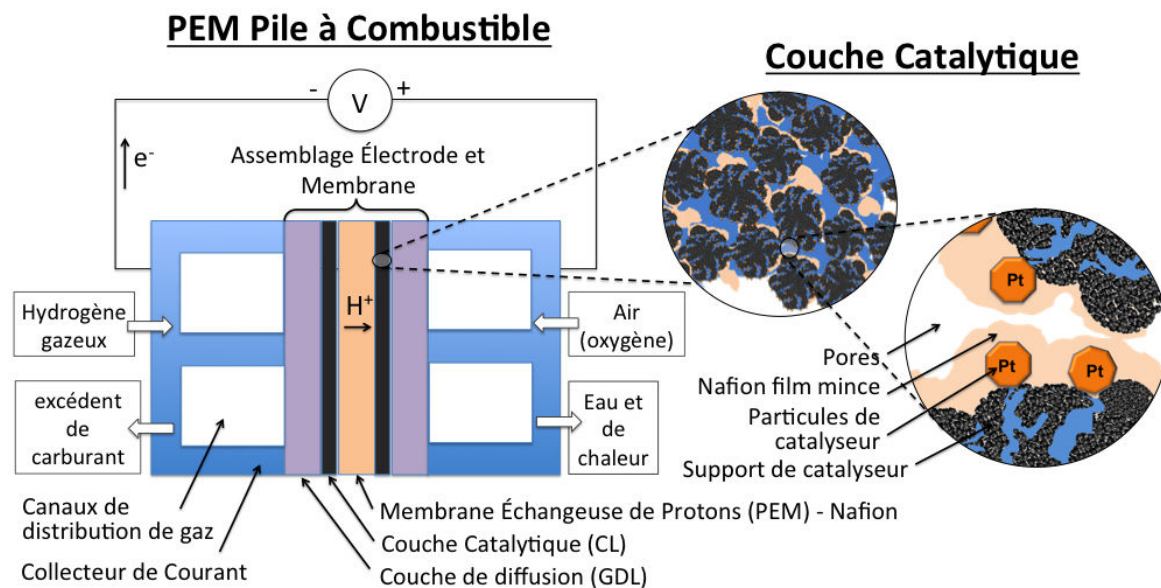 PEM Pile à Combustible
Couche Catalytique
- V +
e-
Assemblage Électrode et
Membrane
H+
Hydrogène
gazeux
Air
(oxygène)
excédent
de
carburant
Eau et
de
chaleur
Canaux de
distribution de gaz
Collecteur de Courant
Membrane Échangeuse de Protons (PEM) - Nafion
Couche Catalytique (CL)
Couche de diffusion (GDL)
Pt
Pt
Pt
Pores
Nafion film mince
Particules de
catalyseur
Support de catalyseur